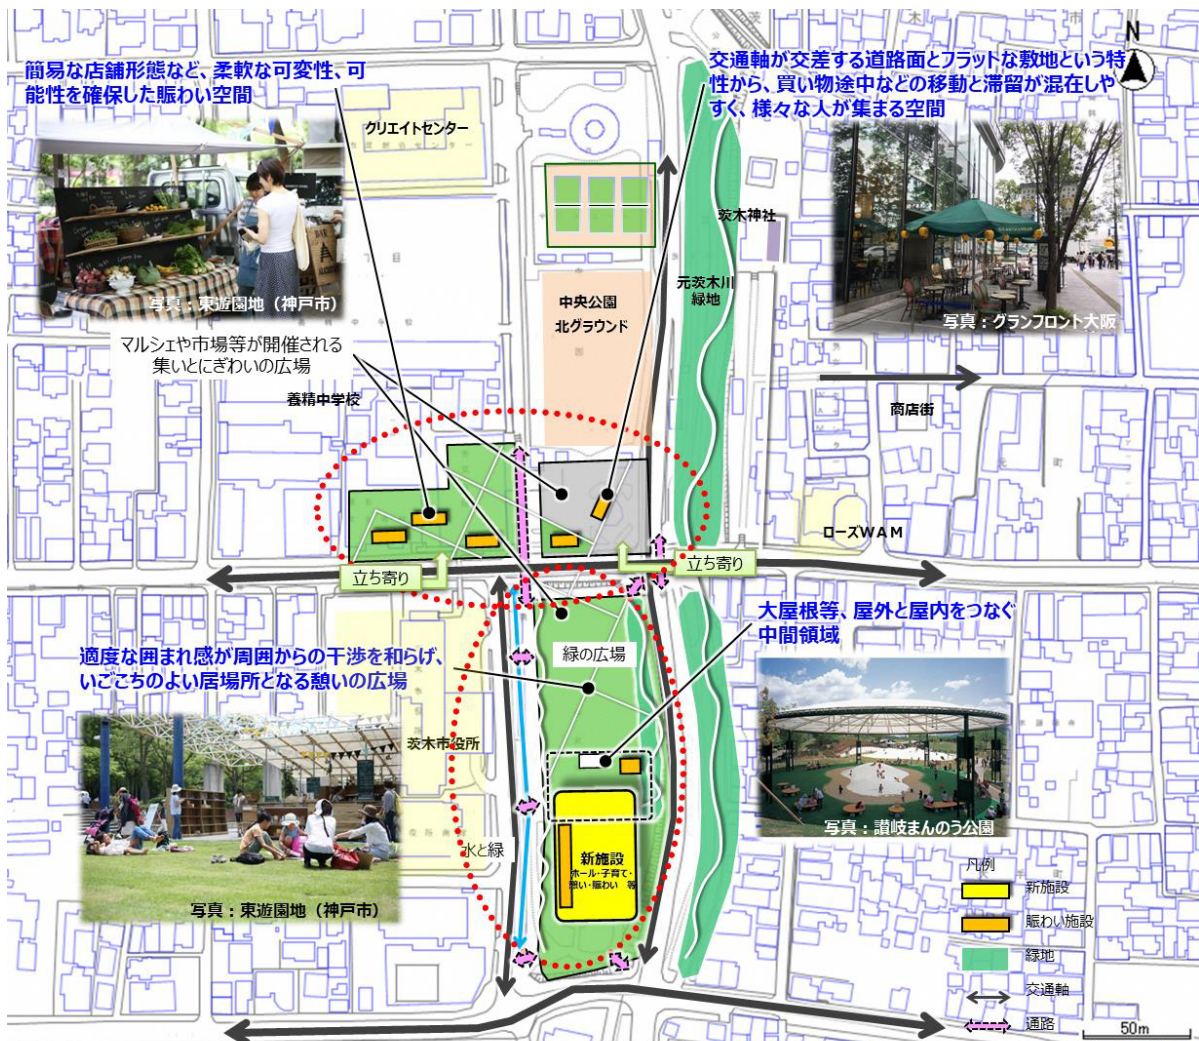 簡易な店舗形態など、柔軟な可変性、可
能性を確保した賑わい空間
写真：東遊園地（神戸市）
マルシェや市場等が開催される
集いとにぎわいの広場
養精中学校
クリエイトセンター
交通軸が交差する道路面とフラットな敷地という特
性から、買い物途中などの移動と滞留が混在しや
すく、様々な人が集まる空間
N
写真：グランフロント大阪
茨木神社
元茨木川
緑地
中央公園
北グラウンド
商店街
ローズWAM
立ち寄り
立ち寄り
大屋根等、屋外と屋内をつなぐ
中間領域
写真：讃岐まんのう公園
適度な囲まれ感が周囲からの干渉を和らげ、
いごこちのよい居場所となる憩いの広場
写真：東遊園地（神戸市）
緑の広場
茨木市役所
水と緑
新施設
ホール・子育て・
憩い・賑わい 等
凡例
新施設
賑わい施設
緑地
交通軸
通路
50m